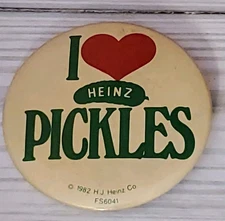 I ❤
HEINZ
PICKLES
© 1982 H.J. Heinz Co.
FS6041